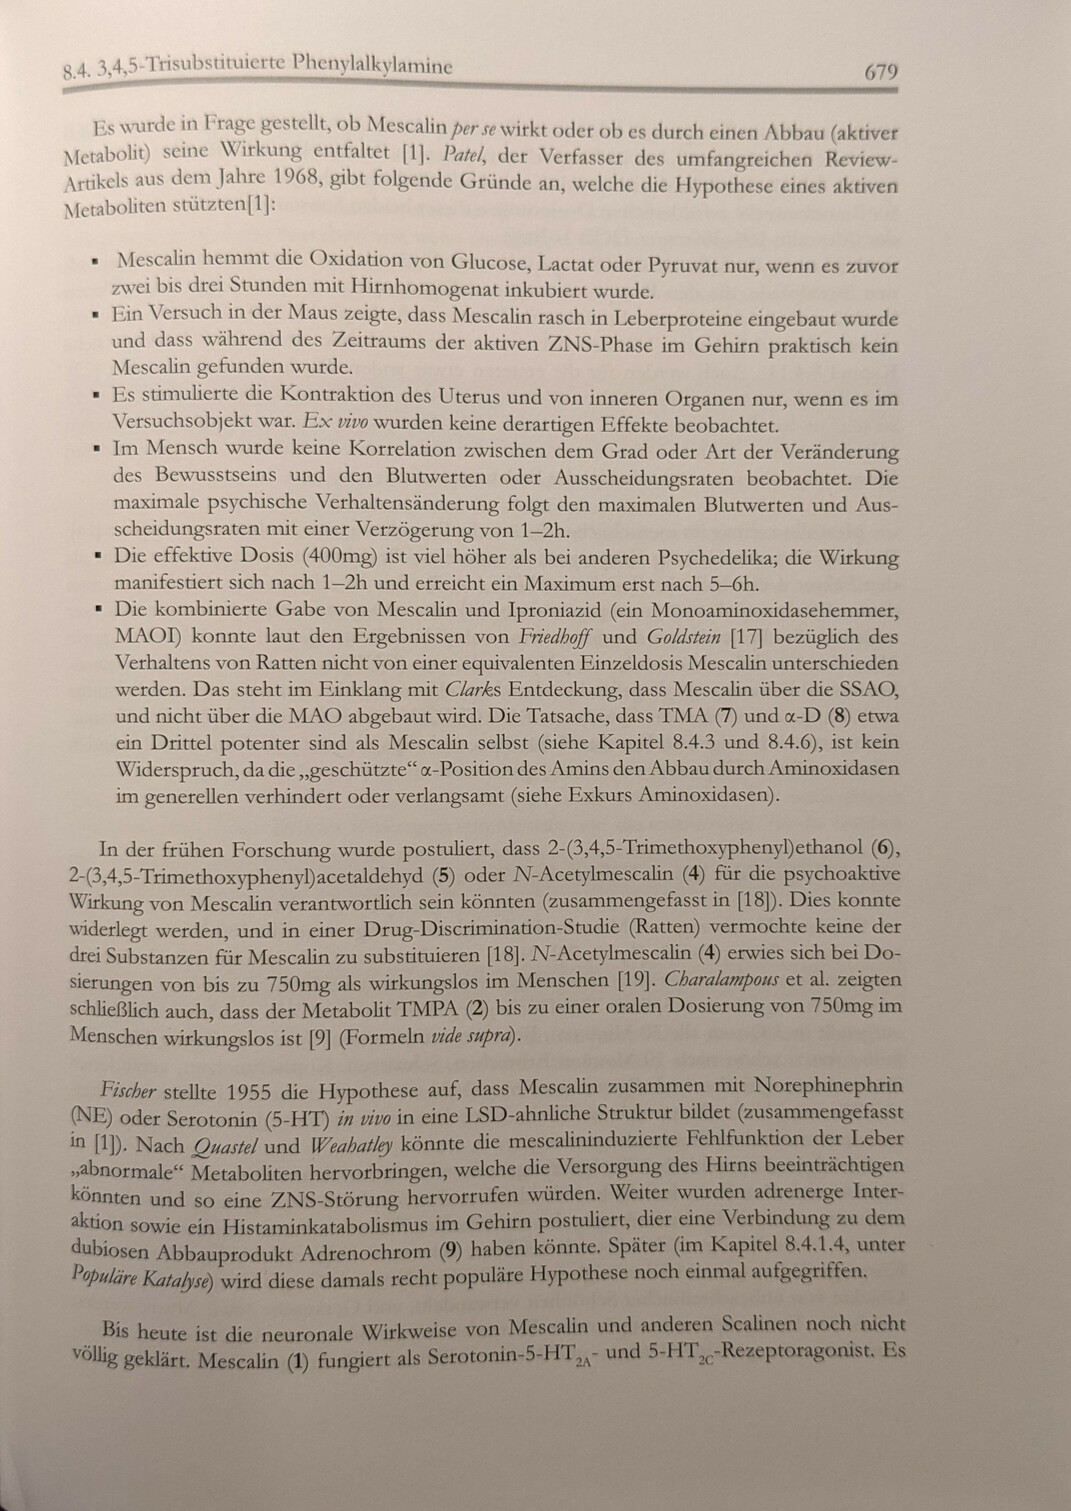 8.4. 3,4,5-Trisubstituierte Phenylalkylamine 679
Es wurde in Frage gestellt, ob Mescalin per se wirkt oder ob es durch einen Abbau (aktiver
Metabolit) seine Wirkung entfaltet [1]. Patel, der Verfasser des umfangreichen Review-
Artikels aus dem Jahre 1968, gibt folgende Gründe an, welche die Hypothese eines aktiven
Metaboliten stützten[1]:
▪ Mescalin hemmt die Oxidation von Glucose, Lactat oder Pyruvat nur, wenn es zuvor
zwei bis drei Stunden mit Hirnhomogenat inkubiert wurde.
▪ Ein Versuch in der Maus zeigte, dass Mescalin rasch in Leberproteine eingebaut wurde
und dass während des Zeitraums der aktiven ZNS-Phase im Gehirn praktisch kein
Mescalin gefunden wurde.
▪ Es stimulierte die Kontraktion des Uterus und von inneren Organen nur, wenn es im
Versuchsobjekt war. Ex vivo wurden keine derartigen Effekte beobachtet.
▪ Im Mensch wurde keine Korrelation zwischen dem Grad oder Art der Veränderung
des Bewusstseins und den Blutwerten oder Ausscheidungsraten beobachtet. Die
maximale psychische Verhaltensänderung folgt den maximalen Blutwerten und Aus-
scheidungsraten mit einer Verzögerung von 1–2h.
▪ Die effektive Dosis (400mg) ist viel höher als bei anderen Psychedelika; die Wirkung
manifestiert sich nach 1–2h und erreicht ein Maximum erst nach 5–6h.
▪ Die kombinierte Gabe von Mescalin und Iproniazid (ein Monoaminoxidasehemmer,
MAOI) konnte laut den Ergebnissen von Friedhoff und Goldstein [17] bezüglich des
Verhaltens von Ratten nicht von einer equivalenten Einzeldosis Mescalin unterschieden
werden. Das steht im Einklang mit Clarks Entdeckung, dass Mescalin über die SSAO,
und nicht über die MAO abgebaut wird. Die Tatsache, dass TMA (7) und α-D (8) etwa
ein Drittel potenter sind als Mescalin selbst (siehe Kapitel 8.4.3 und 8.4.6), ist kein
Widerspruch, da die „geschützte“ α-Position des Amins den Abbau durch Aminoxidasen
im generellen verhindert oder verlangsamt (siehe Exkurs Aminoxidasen).
In der frühen Forschung wurde postuliert, dass 2-(3,4,5-Trimethoxyphenyl)ethanol (6),
2-(3,4,5-Trimethoxyphenyl)acetaldehyd (5) oder N-Acetylmescalin (4) für die psychoaktive
Wirkung von Mescalin verantwortlich sein könnten (zusammengefasst in [18]). Dies konnte
widerlegt werden, und in einer Drug-Discrimination-Studie (Ratten) vermochte keine der
drei Substanzen für Mescalin zu substituieren [18]. N-Acetylmescalin (4) erwies sich bei Do-
sierungen von bis zu 750mg als wirkungslos im Menschen [19]. Charalampous et al. zeigten
schließlich auch, dass der Metabolit TMPA (2) bis zu einer oralen Dosierung von 750mg im
Menschen wirkungslos ist [9] (Formeln vide supra).
Fischer stellte 1955 die Hypothese auf, dass Mescalin zusammen mit Norephinephrin
(NE) oder Serotonin (5-HT) in vivo in eine LSD-ahnliche Struktur bildet (zusammengefasst
in [1]). Nach Quastel und Weahatley könnte die mescalininduzierte Fehlfunktion der Leber
„abnormale“ Metaboliten hervorbringen, welche die Versorgung des Hirns beeinträchtigen
könnten und so eine ZNS-Störung hervorrufen würden. Weiter wurden adrenerge Inter-
aktion sowie ein Histaminkatabolismus im Gehirn postuliert, dier eine Verbindung zu dem
dubiosen Abbauprodukt Adrenochrom (9) haben könnte. Später (im Kapitel 8.4.1.4, unter
Populäre Katalyse) wird diese damals recht populäre Hypothese noch einmal aufgegriffen.
Bis heute ist die neuronale Wirkweise von Mescalin und anderen Scalinen noch nicht
völlig geklärt. Mescalin (1) fungiert als Serotonin-5-HT2A- und 5-HT2C-Rezeptoragonist. Es